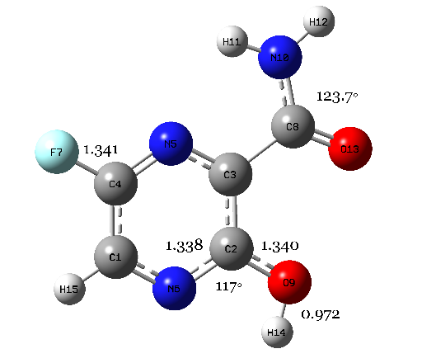 H12
H11
N10
123.7°
C8
F7
1.341
N5
O13
C3
C4
1.338
C2
1.340
C1
H15
N6
117°
O9
0.972
H14